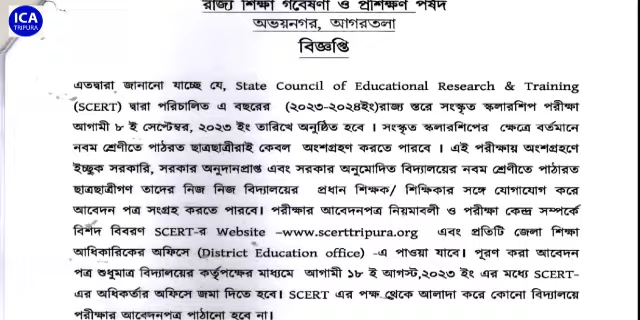 ICA
TRIPURA
রাজ্য শিক্ষা গবেষণা ও প্রশিক্ষণ পর্ষদ
অভয়নগর, আগরতলা
বিজ্ঞপ্তি
এতদ্বারা জানানো যাচ্ছে যে, State Council of Educational Research & Training
(SCERT) দ্বারা পরিচালিত এ বছরের (২০২৩-২০২৪ইং)রাজ্য স্তরে সংস্কৃত স্কলারশিপ পরীক্ষা
আগামী ৮ ই সেপ্টেম্বর, ২০২৩ ইং তারিখে অনুষ্ঠিত হবে । সংস্কৃত স্কলারশিপের ক্ষেত্রে বর্তমানে
নবম শ্রেণীতে পাঠরত ছাত্রছাত্রীরাই কেবল অংশগ্রহণ করতে পারবে । এই পরীক্ষায় অংশগ্রহণে
ইচ্ছুক সরকারি, সরকার অনুদানপ্রাপ্ত এবং সরকার অনুমোদিত বিদ্যালয়ের নবম শ্রেণীতে পাঠারত
ছাত্রছাত্রীগণ তাদের নিজ নিজ বিদ্যালয়ের প্রধান শিক্ষক/ শিক্ষিকার সঙ্গে যোগাযোগ করে
আবেদন পত্র সংগ্রহ করতে পারবে। পরীক্ষার আবেদনপত্র নিয়মাবলী ও পরীক্ষা কেন্দ্র সম্পর্কে
বিশদ বিবরণ SCERT-র Website –www.scerttripura.org এবং প্রতিটি জেলা শিক্ষা
আধিকারিকের অফিসে (District Education office) -এ পাওয়া যাবে। পূরণ করা আবেদন
পত্র শুধুমাত্র বিদ্যালয়ের কর্তৃপক্ষের মাধ্যমে আগামী ১৮ ই আগস্ট,২০২৩ ইং এর মধ্যে SCERT-
এর অধিকর্তার অফিসে জমা দিতে হবে। SCERT এর পক্ষ থেকে আলাদা করে কোনো বিদ্যালয়ে
পরীক্ষার আবেদনপত্র পাঠানো হবে না।